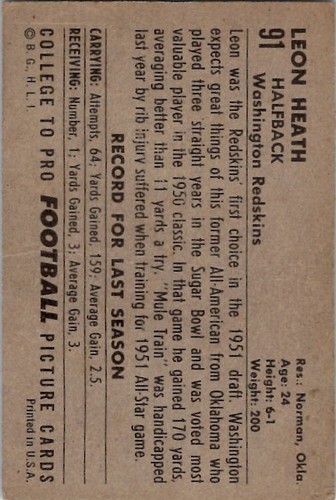 LEON HEATH
91 HALFBACK
Washington Redskins
Res.: Norman, Okla.
Age: 24
Height: 6-1
Weight: 200
Leon was the Redskins' first choice in the 1951 draft. Washington
expects great things of this former All-American from Oklahoma who
played three straight years in the Sugar Bowl and was voted most
valuable player in the 1950 classic. In that game he gained 170 yards,
averaging better than 11 yards a try. "Mule Train" was handicapped
last year by rib injury suffered when training for 1951 All-Star game.
RECORD FOR LAST SEASON
CARRYING: Attempts, 64; Yards Gained, 159; Average Gain, 2.5.
RECEIVING: Number, 1; Yards Gained, 3; Average Gain, 3.
COLLEGE TO PRO FOOTBALL PICTURE CARDS
© B. G., H. L. I. Printed in U.S.A.